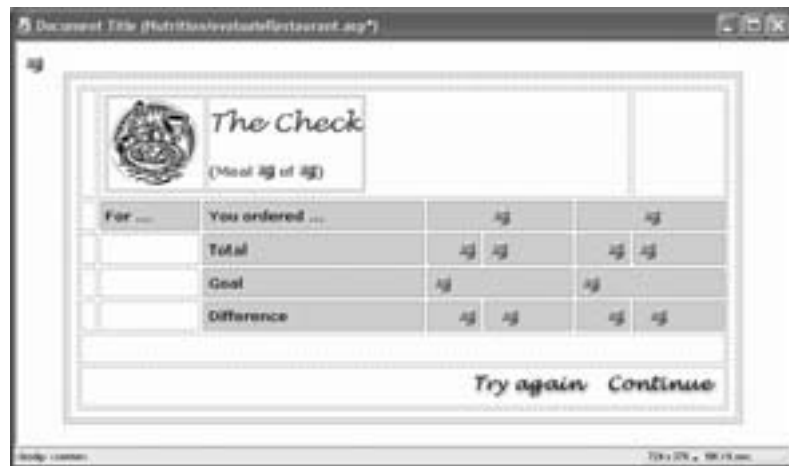 Document Title (Nutrition/evaluateRestaurant.asp*)
The Check
(Meal of )
For ... You ordered ...
Total
Goal
Difference
Try again Continue